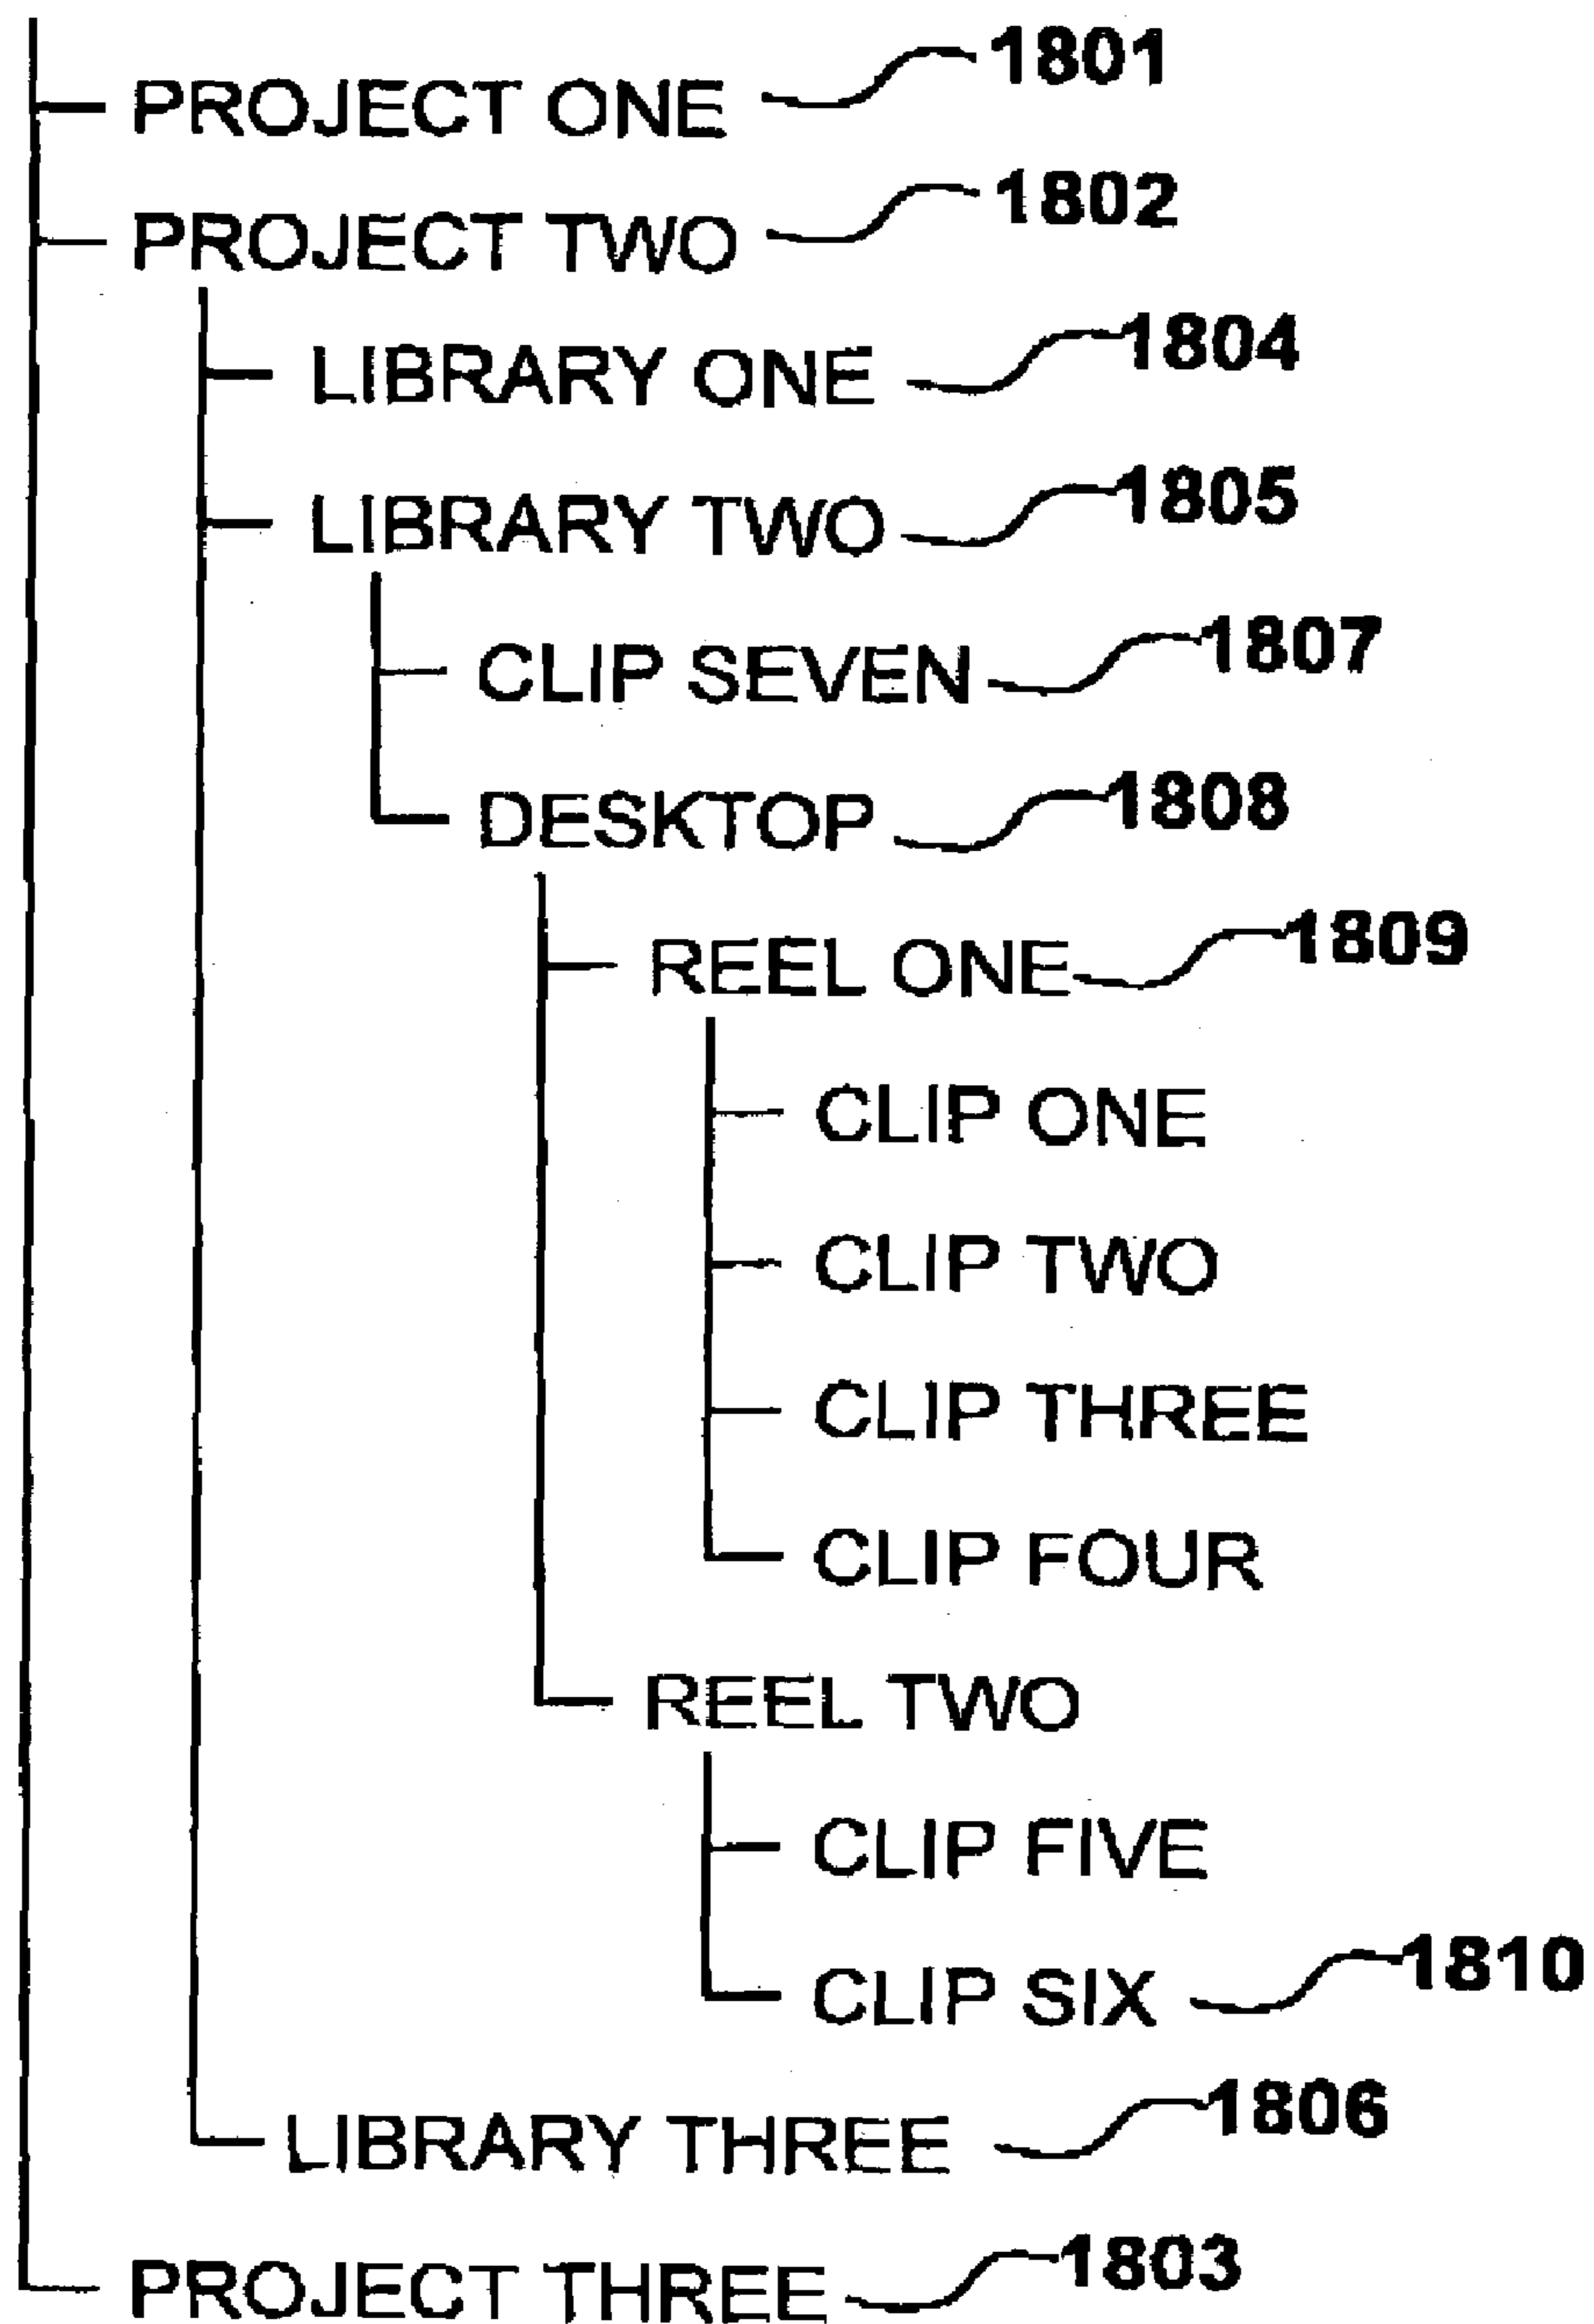 PROJECT ONE 1801
PROJECT TWO 1802
LIBRARY ONE 1804
LIBRARY TWO 1805
CLIP SEVEN 1807
DESKTOP 1808
REEL ONE 1809
CLIP ONE
CLIP TWO
CLIP THREE
CLIP FOUR
REEL TWO
CLIP FIVE
CLIP SIX 1810
LIBRARY THREE 1806
PROJECT THREE 1803